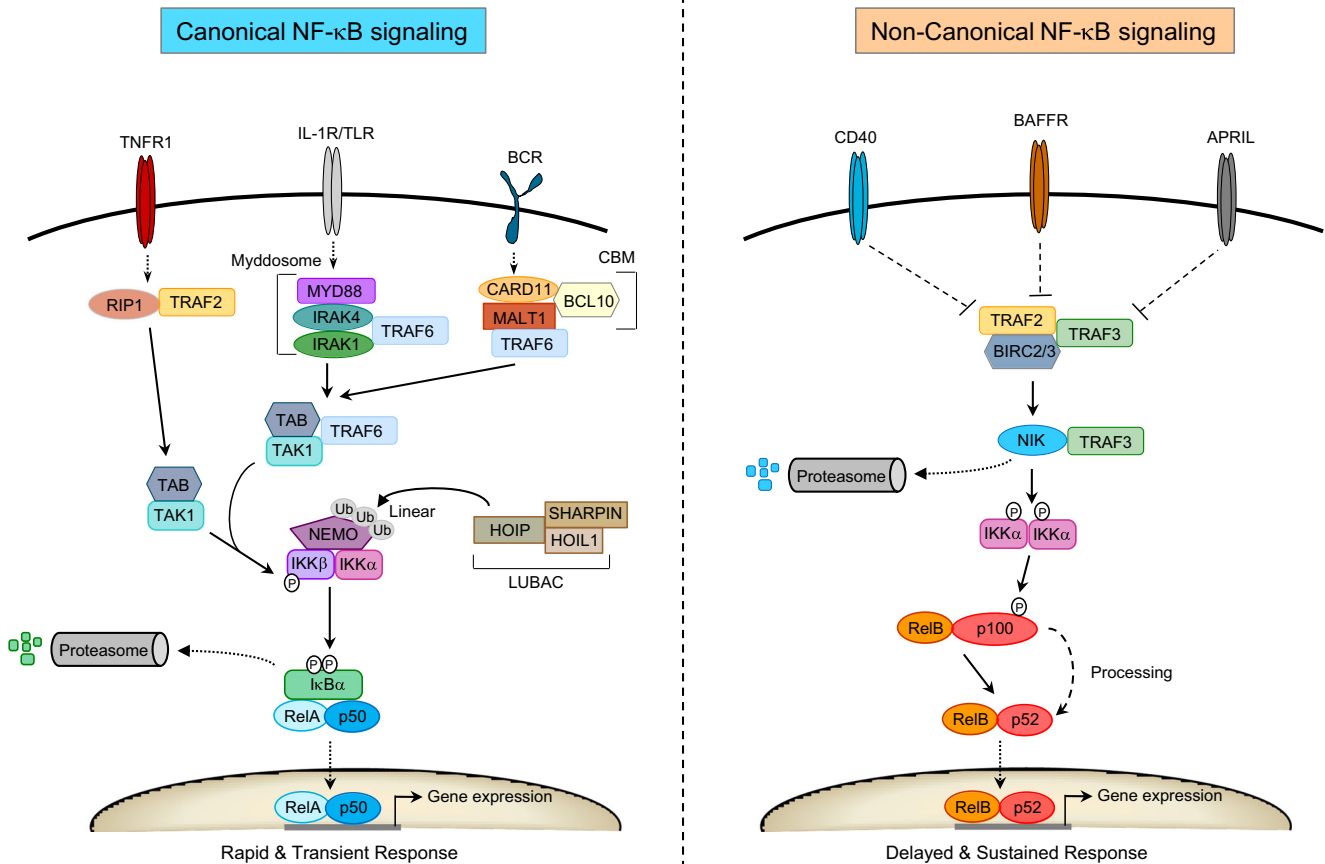 Canonical NF-κB signaling
TNFR1
IL-1R/TLR
BCR
Myddosome
CBM
RIP1
TRAF2
MYD88
IRAK4
IRAK1
TRAF6
CARD11
BCL10
MALT1
TRAF6
TAB
TAK1
TRAF6
TAB
TAK1
Ub
Ub
Ub
Linear
NEMO
IKKβ
IKKα
P
HOIP
SHARPIN
HOIL1
LUBAC
Proteasome
P
P
IκBα
RelA
p50
RelA
p50
Gene expression
Rapid & Transient Response
Non-Canonical NF-κB signaling
CD40
BAFFR
APRIL
TRAF2
TRAF3
BIRC2/3
NIK
TRAF3
Proteasome
P
P
IKKα
IKKα
P
RelB
p100
Processing
RelB
p52
RelB
p52
Gene expression
Delayed & Sustained Response